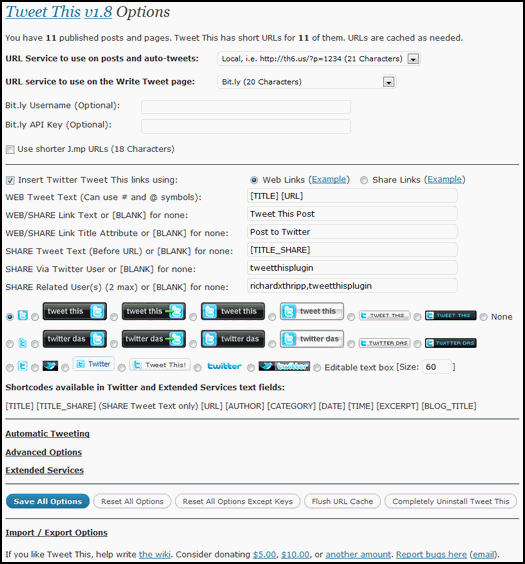 Tweet This v1.8 Options
You have 11 published posts and pages. Tweet This has short URLs for 11 of them. URLs are cached as needed.
URL Service to use on posts and auto-tweets: Local, i.e. http://th6.us/?p=1234 (21 Characters)
URL service to use on the Write Tweet page: Bit.ly (20 Characters)
Bit.ly Username (Optional):
Bit.ly API Key (Optional):
Use shorter J.mp URLs (18 Characters)
Insert Twitter Tweet This links using: Web Links (Example) Share Links (Example)
WEB Tweet Text (Can use # and @ symbols): [TITLE] [URL]
WEB/SHARE Link Text or [BLANK] for none: Tweet This Post
WEB/SHARE Link Title Attribute or [BLANK] for none: Post to Twitter
SHARE Tweet Text (Before URL) or [BLANK] for none: [TITLE_SHARE]
SHARE Via Twitter User or [BLANK] for none: tweetthisplugin
SHARE Related User(s) (2 max) or [BLANK] for none: richardxthripp,tweetthisplugin
tweet this tweet this tweet this tweet this TWEET THIS TWEET THIS None
twitter das twitter das twitter das twitter das TWITTER DAS TWITTER DAS
Twitter Tweet This! twitter twitter Editable text box [Size: 60 ]
Shortcodes available in Twitter and Extended Services text fields:
[TITLE] [TITLE_SHARE] (SHARE Tweet Text only) [URL] [AUTHOR] [CATEGORY] [DATE] [TIME] [EXCERPT] [BLOG_TITLE]
Automatic Tweeting
Advanced Options
Extended Services
Save All Options Reset All Options Reset All Options Except Keys Flush URL Cache Completely Uninstall Tweet This
Import / Export Options
If you like Tweet This, help write the wiki. Consider donating $5.00, $10.00, or another amount. Report bugs here (email).